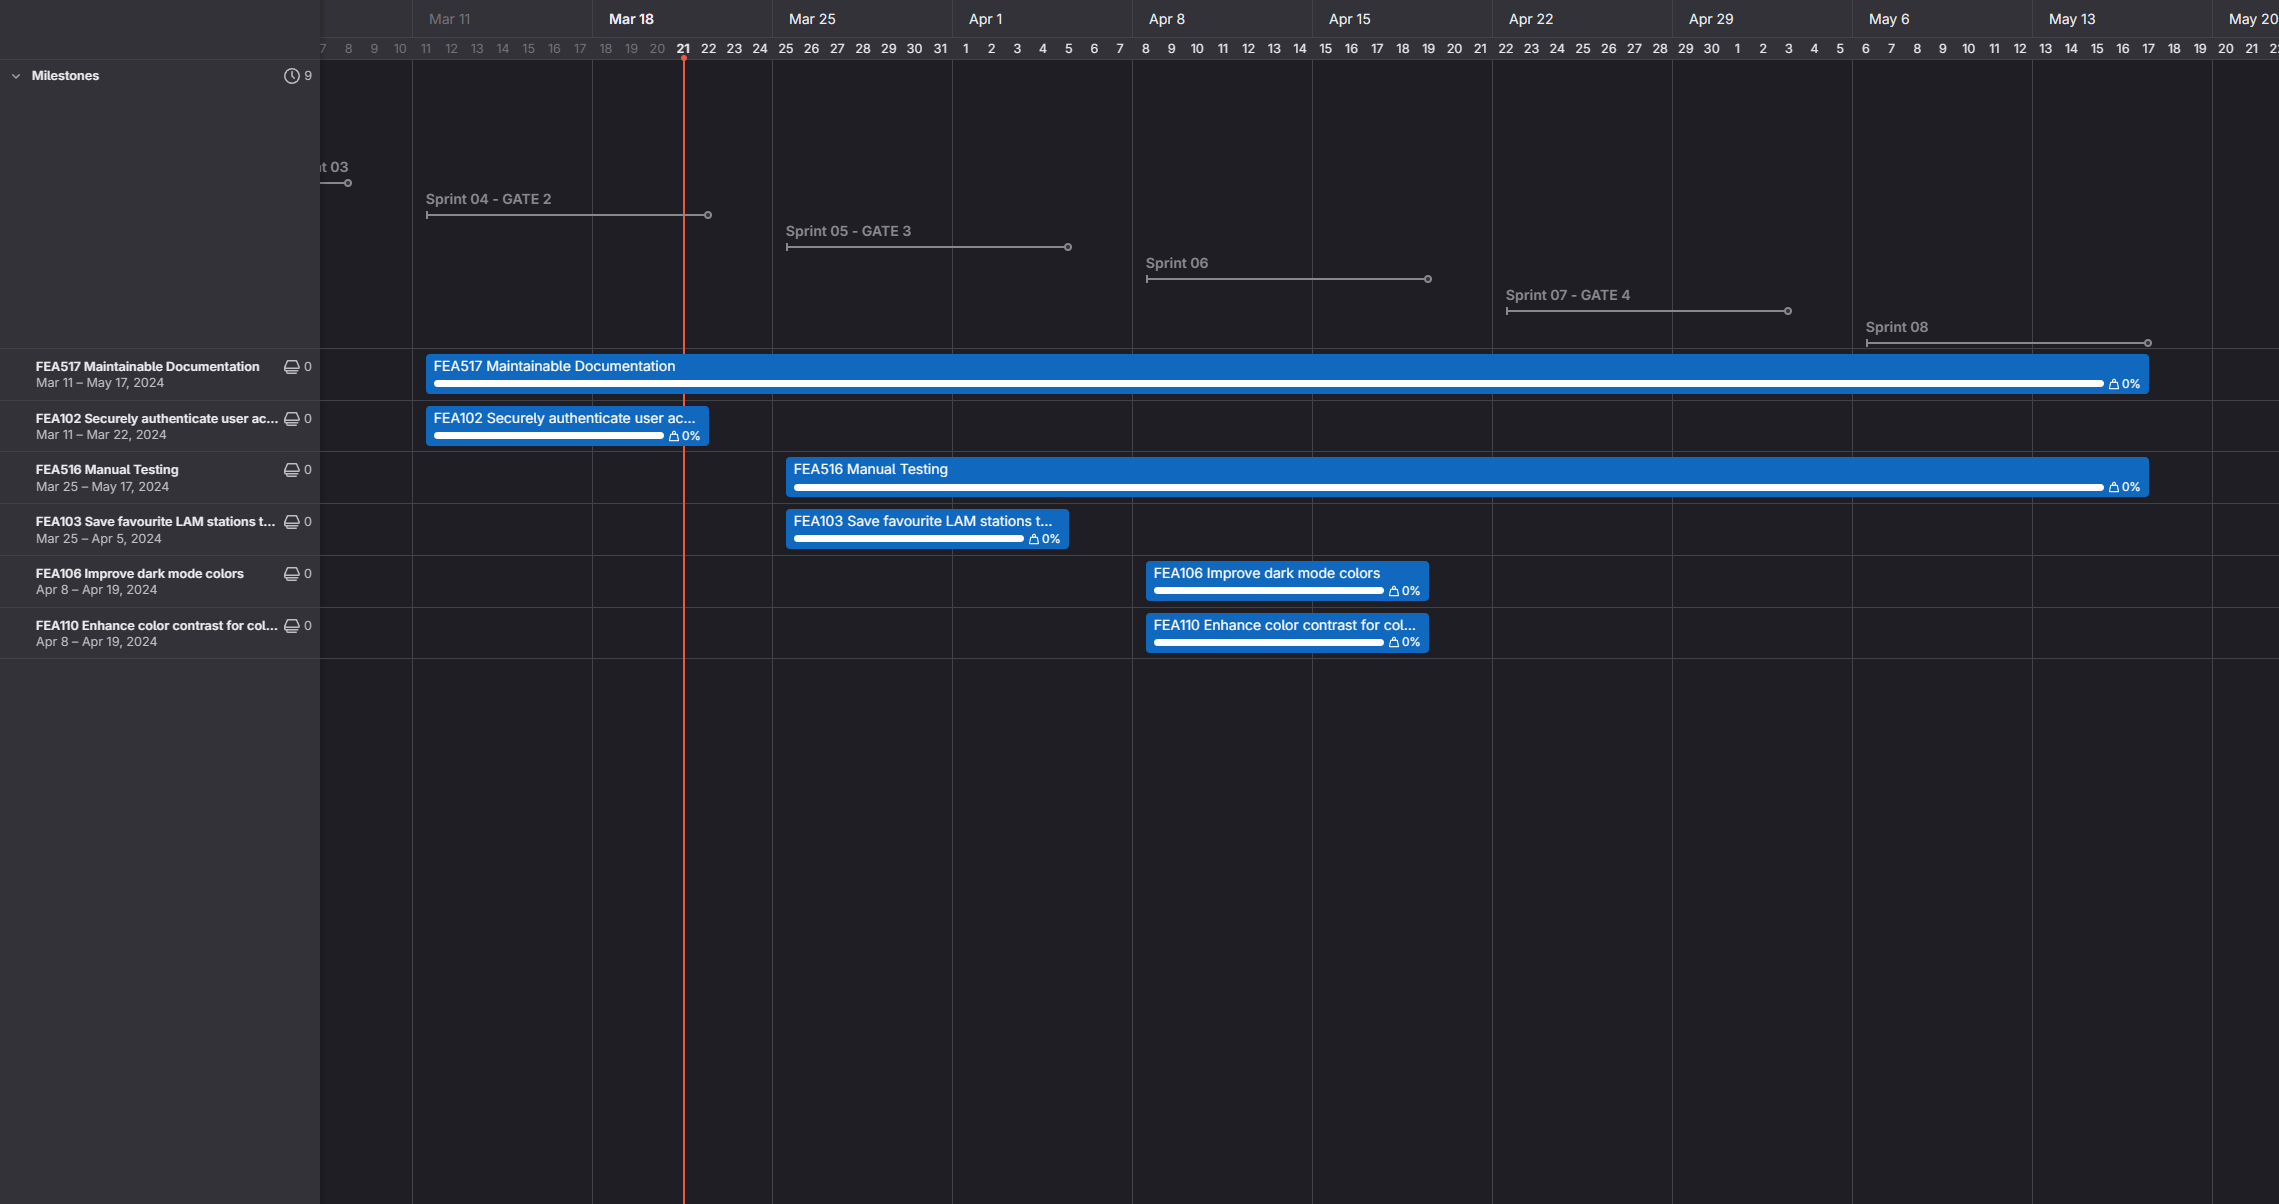 Mar 11 Mar 18 Mar 25 Apr 1 Apr 8 Apr 15 Apr 22 Apr 29 May 6 May 13 May 20
7 8 9 10 11 12 13 14 15 16 17 18 19 20 21 22 23 24 25 26 27 28 29 30 31 1 2 3 4 5 6 7 8 9 10 11 12 13 14 15 16 17 18 19 20 21 22 23 24 25 26 27 28 29 30 1 2 3 4 5 6 7 8 9 10 11 12 13 14 15 16 17 18 19 20 21
Milestones 9
t 03
Sprint 04 - GATE 2
Sprint 05 - GATE 3
Sprint 06
Sprint 07 - GATE 4
Sprint 08
FEA517 Maintainable Documentation 0
Mar 11 – May 17, 2024
FEA517 Maintainable Documentation
0%
FEA102 Securely authenticate user ac... 0
Mar 11 – Mar 22, 2024
FEA102 Securely authenticate user ac...
0%
FEA516 Manual Testing 0
Mar 25 – May 17, 2024
FEA516 Manual Testing
0%
FEA103 Save favourite LAM stations t... 0
Mar 25 – Apr 5, 2024
FEA103 Save favourite LAM stations t...
0%
FEA106 Improve dark mode colors 0
Apr 8 – Apr 19, 2024
FEA106 Improve dark mode colors
0%
FEA110 Enhance color contrast for col... 0
Apr 8 – Apr 19, 2024
FEA110 Enhance color contrast for col...
0%